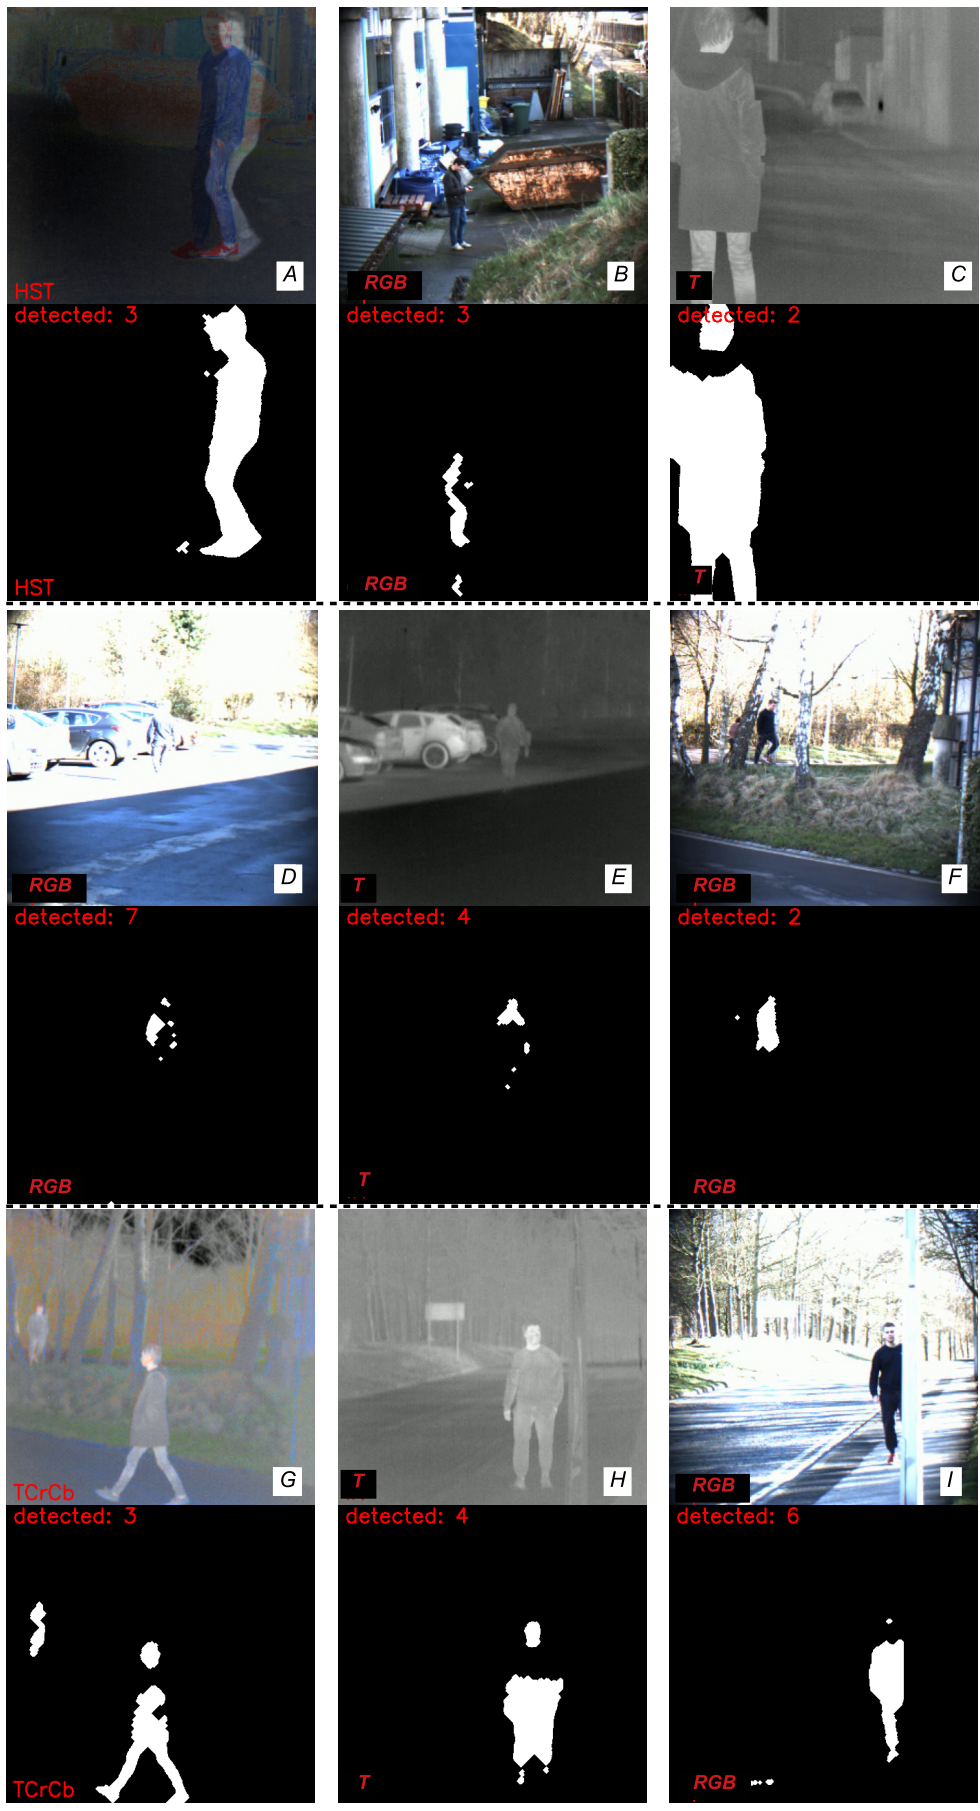 HST
A
RGB
B
T
C
detected: 3
detected: 3
detected: 2
HST
RGB
T
RGB
D
T
E
RGB
F
detected: 7
detected: 4
detected: 2
RGB
T
RGB
TCrCb
G
T
H
RGB
I
detected: 3
detected: 4
detected: 6
TCrCb
T
RGB